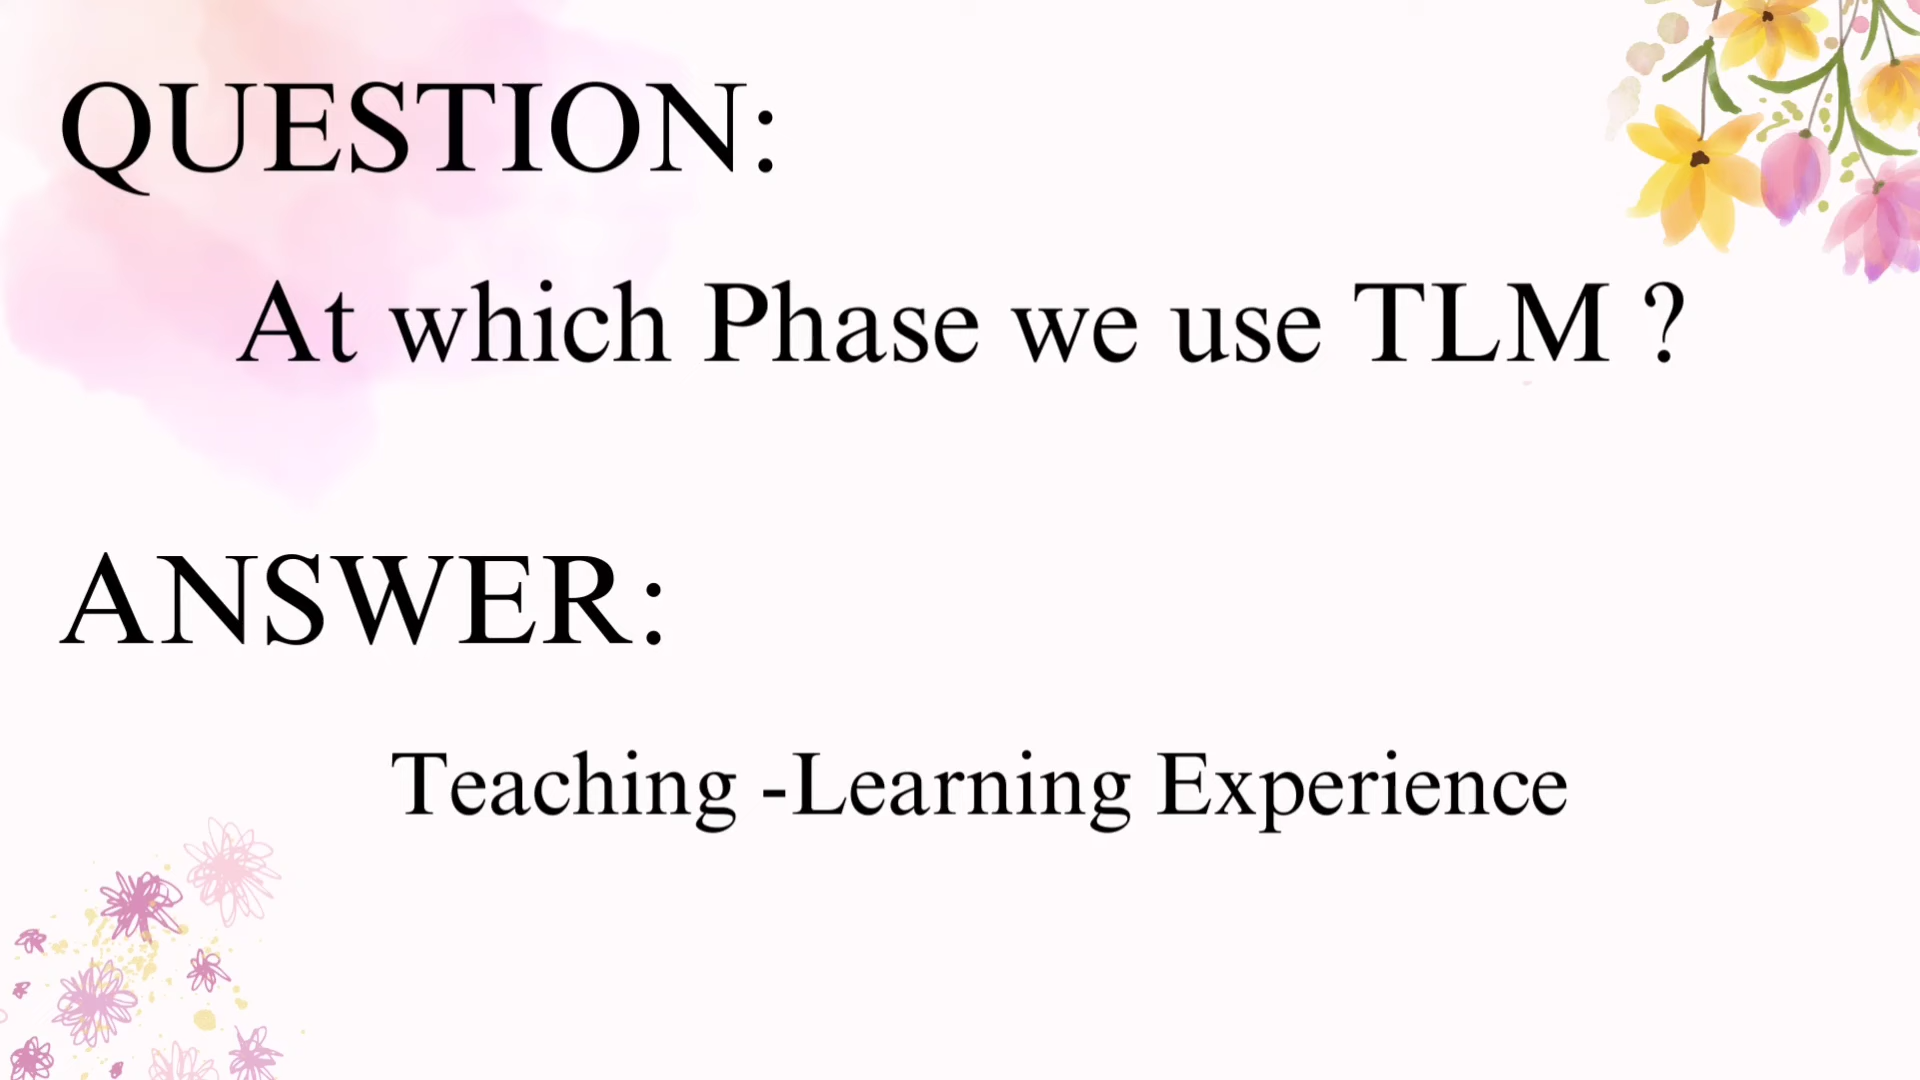 QUESTION:
At which Phase we use TLM ?
ANSWER:
Teaching -Learning Experience